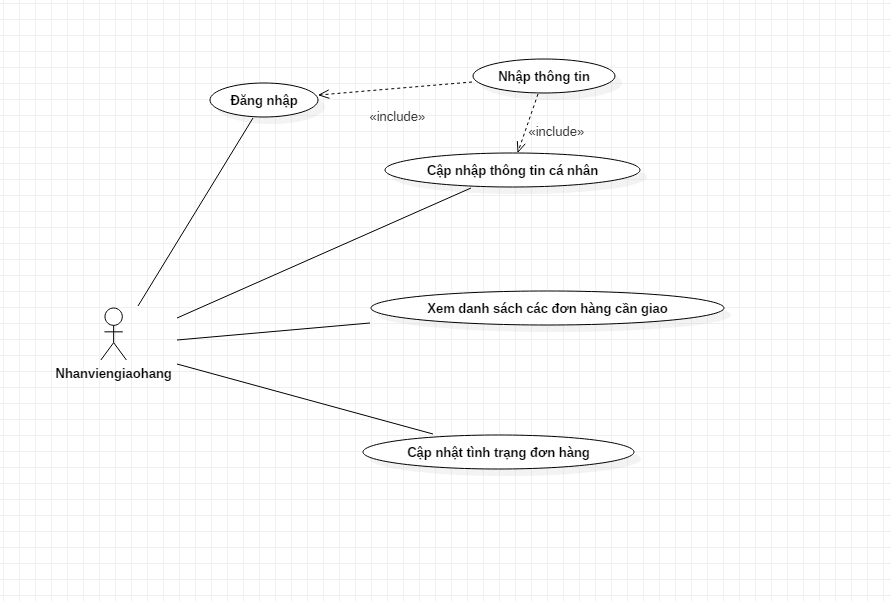 Nhập thông tin
Đăng nhập
«include»
«include»
Cập nhập thông tin cá nhân
Xem danh sách các đơn hàng cần giao
Nhanviengiaohang
Cập nhật tình trạng đơn hàng